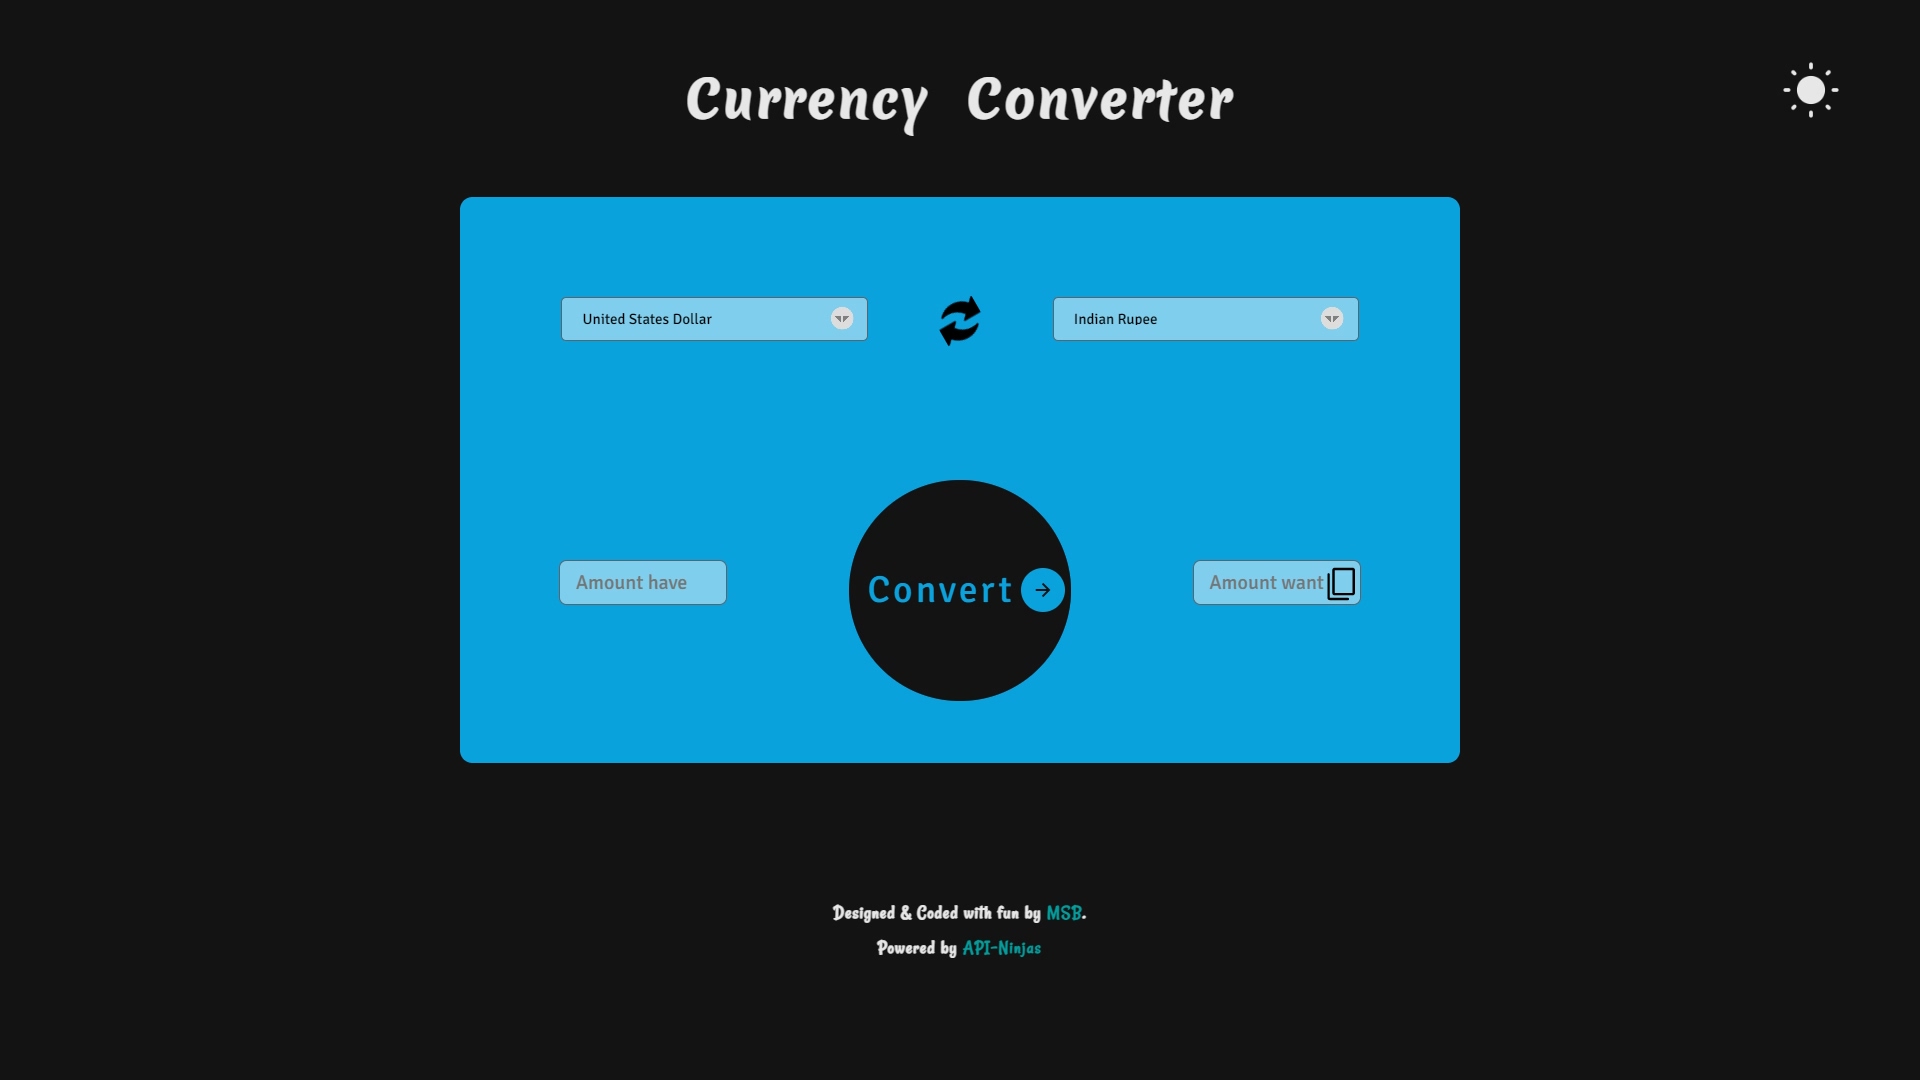 Currency Converter
United States Dollar
Indian Rupee
Amount have
Convert
Amount want
Designed & Coded with fun by MSB.
Powered by API-Ninjas